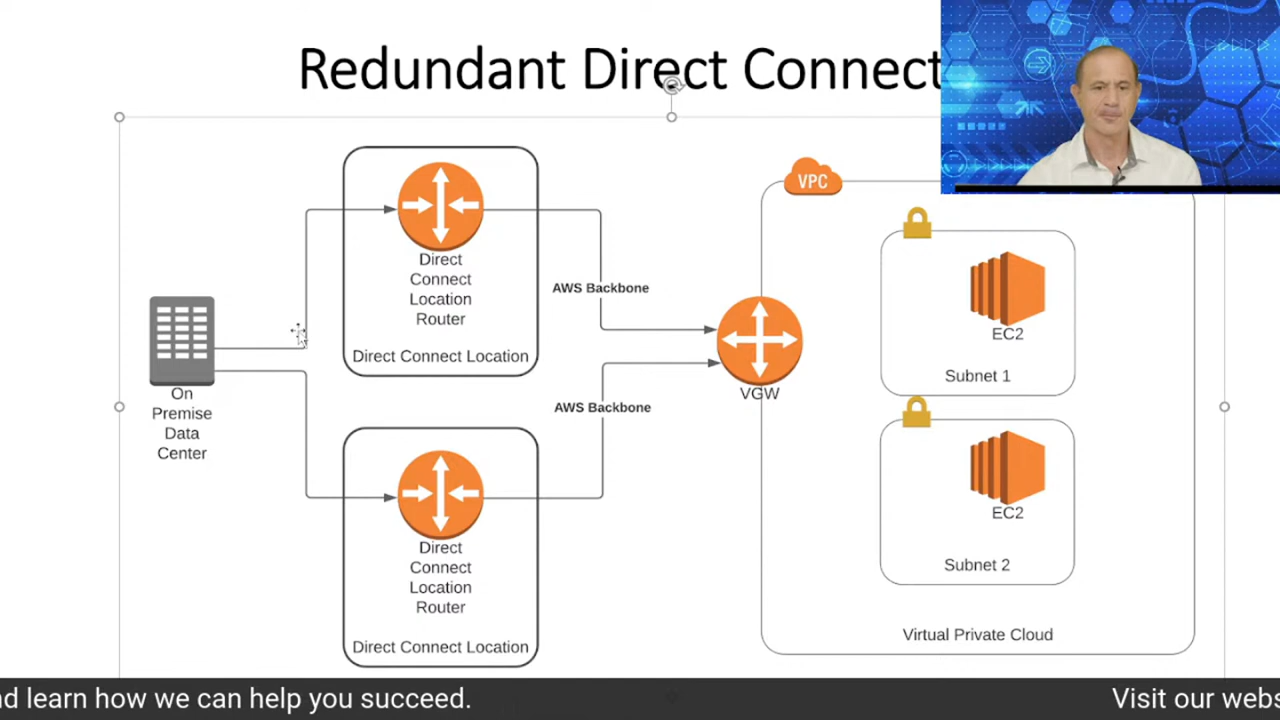 Redundant Direct Connect
VPC
Direct
Connect
Location
Router
Direct Connect Location
AWS Backbone
On
Premise
Data
Center
AWS Backbone
VGW
EC2
Subnet 1
EC2
Subnet 2
Virtual Private Cloud
Direct
Connect
Location
Router
Direct Connect Location
nd learn how we can help you succeed.
Visit our webs